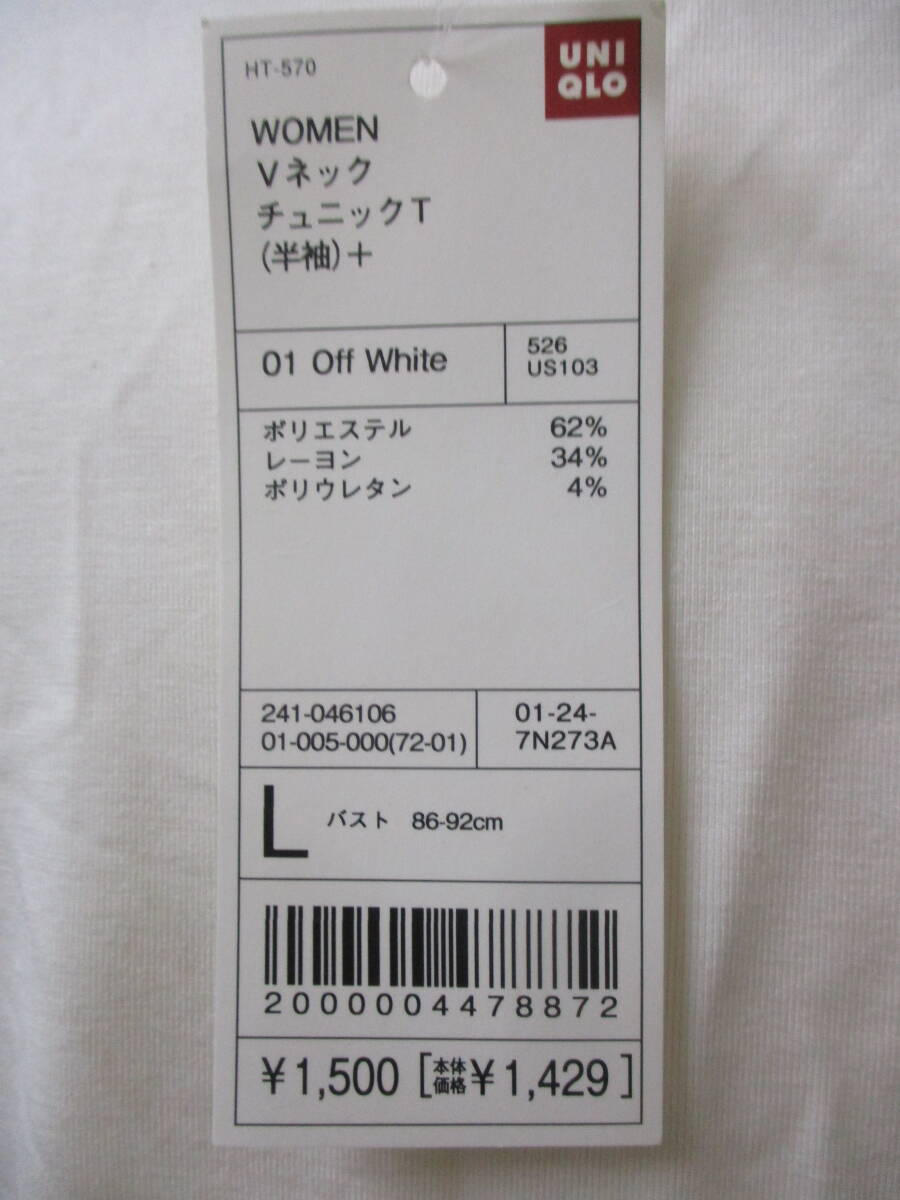 HT-570
UNI
QLO
WOMEN
Vネック
チュニックT
(半袖)+
01 Off White
526
US103
ポリエステル 62%
レーヨン 34%
ポリウレタン 4%
241-046106
01-005-000(72-01)
01-24-
7N273A
L バスト 86-92cm
2000004478872
¥1,500 [本体価格¥1,429]